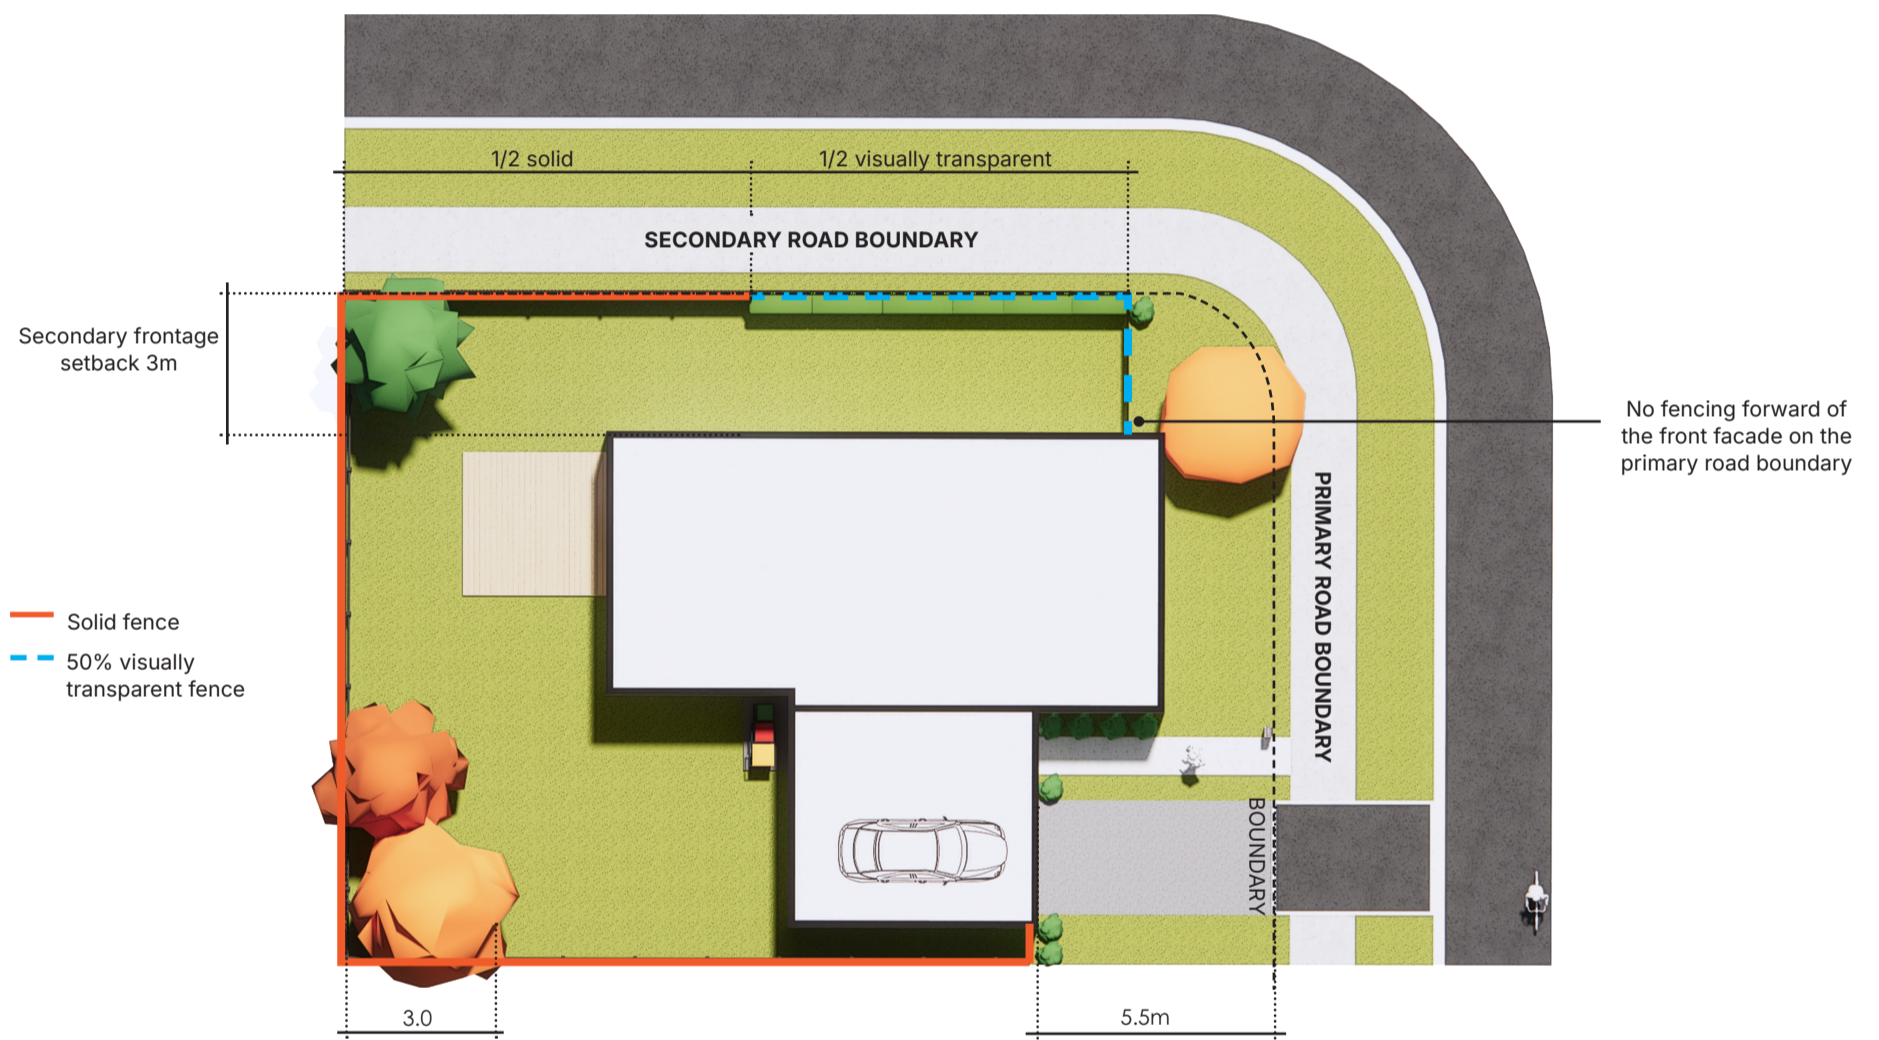 1/2 solid
1/2 visually transparent
SECONDARY ROAD BOUNDARY
Secondary frontage
setback 3m
No fencing forward of
the front facade on the
primary road boundary
PRIMARY ROAD BOUNDARY
Solid fence
50% visually
transparent fence
BOUNDARY
3.0
5.5m